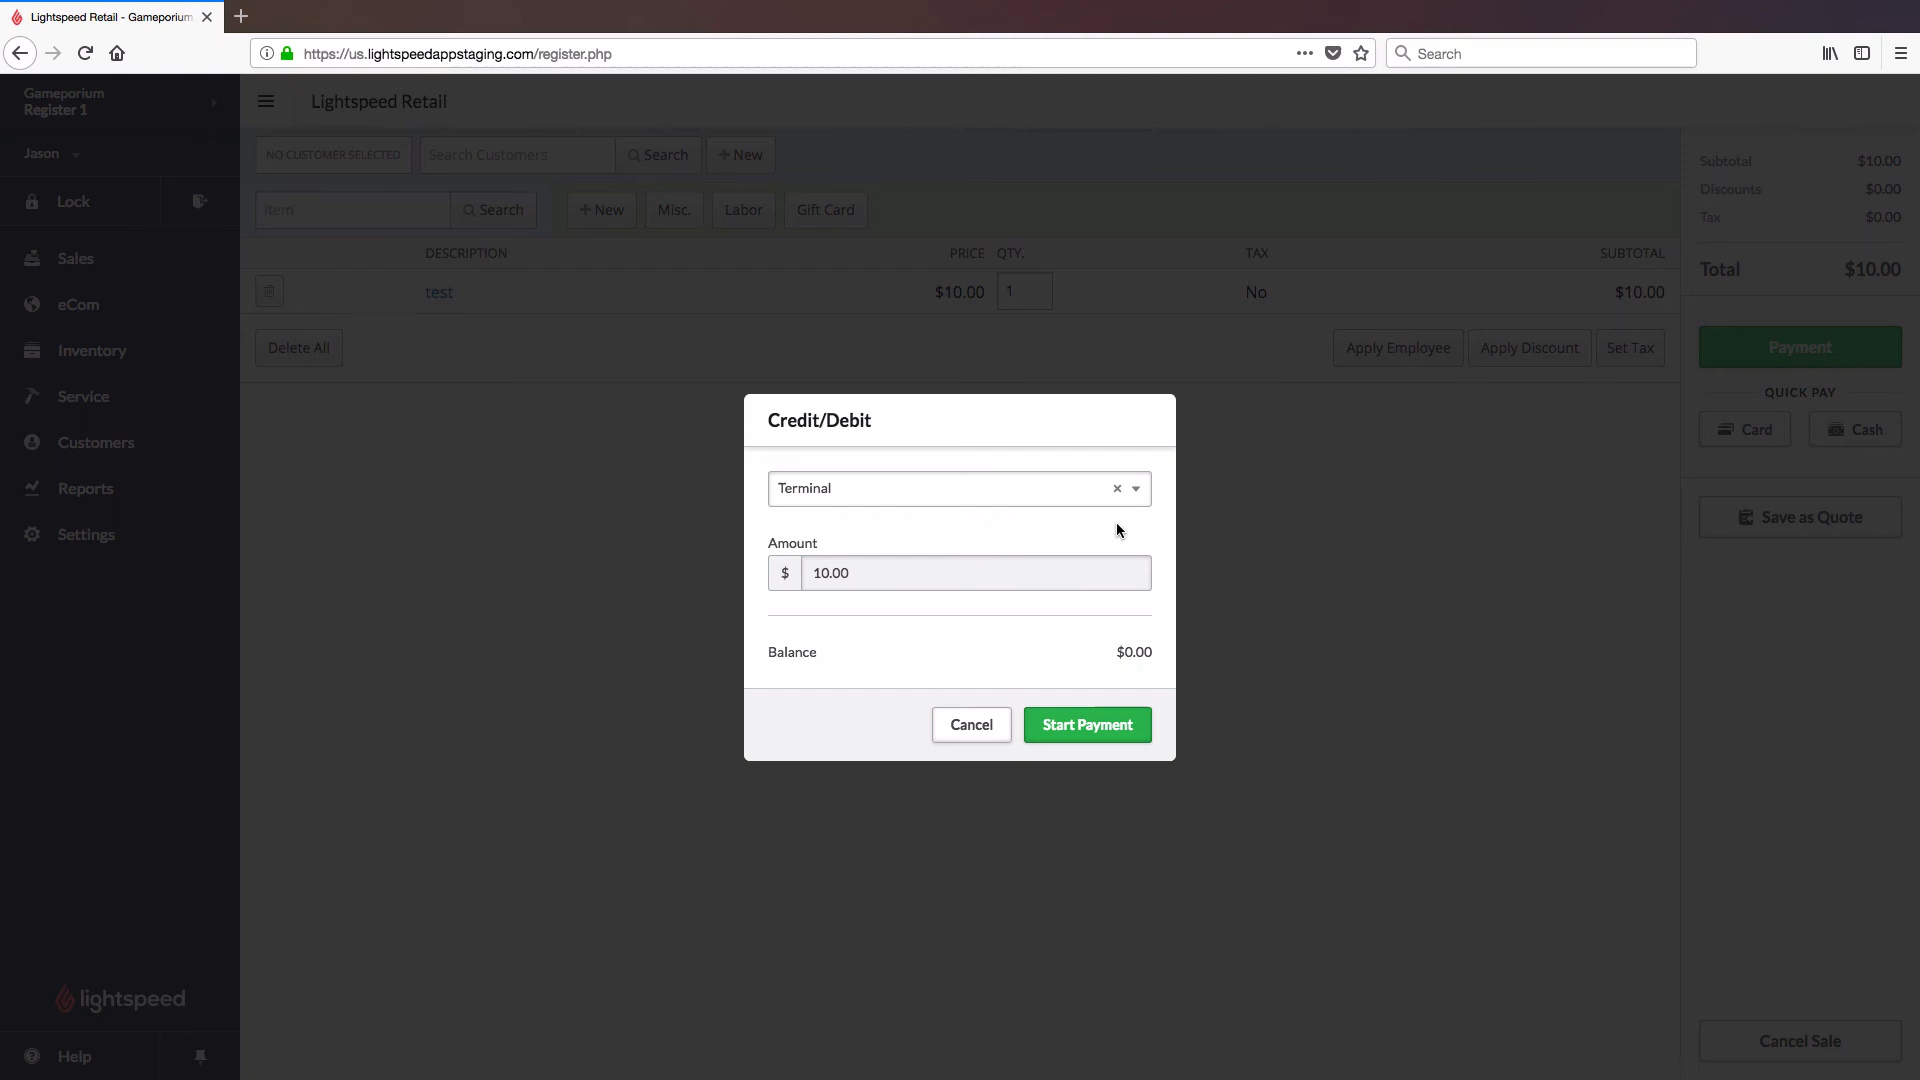 Lightspeed Retail - Gameporium
https://us.lightspeedappstaging.com/register.php
Search
Gameporium
Register 1
Lightspeed Retail
Jason
NO CUSTOMER SELECTED
Search Customers
Search
New
Lock
Item
Search
New
Misc.
Labor
Gift Card
Sales
eCom
Inventory
Service
Customers
Reports
Settings
DESCRIPTION
PRICE
QTY.
TAX
SUBTOTAL
test
$10.00
1
No
$10.00
Delete All
Apply Employee
Apply Discount
Set Tax
Subtotal $10.00
Discounts $0.00
Tax $0.00
Total $10.00
Payment
QUICK PAY
Card
Cash
Save as Quote
Credit/Debit
Terminal
Amount
$ 10.00
Balance $0.00
Cancel
Start Payment
lightspeed
Help
Cancel Sale